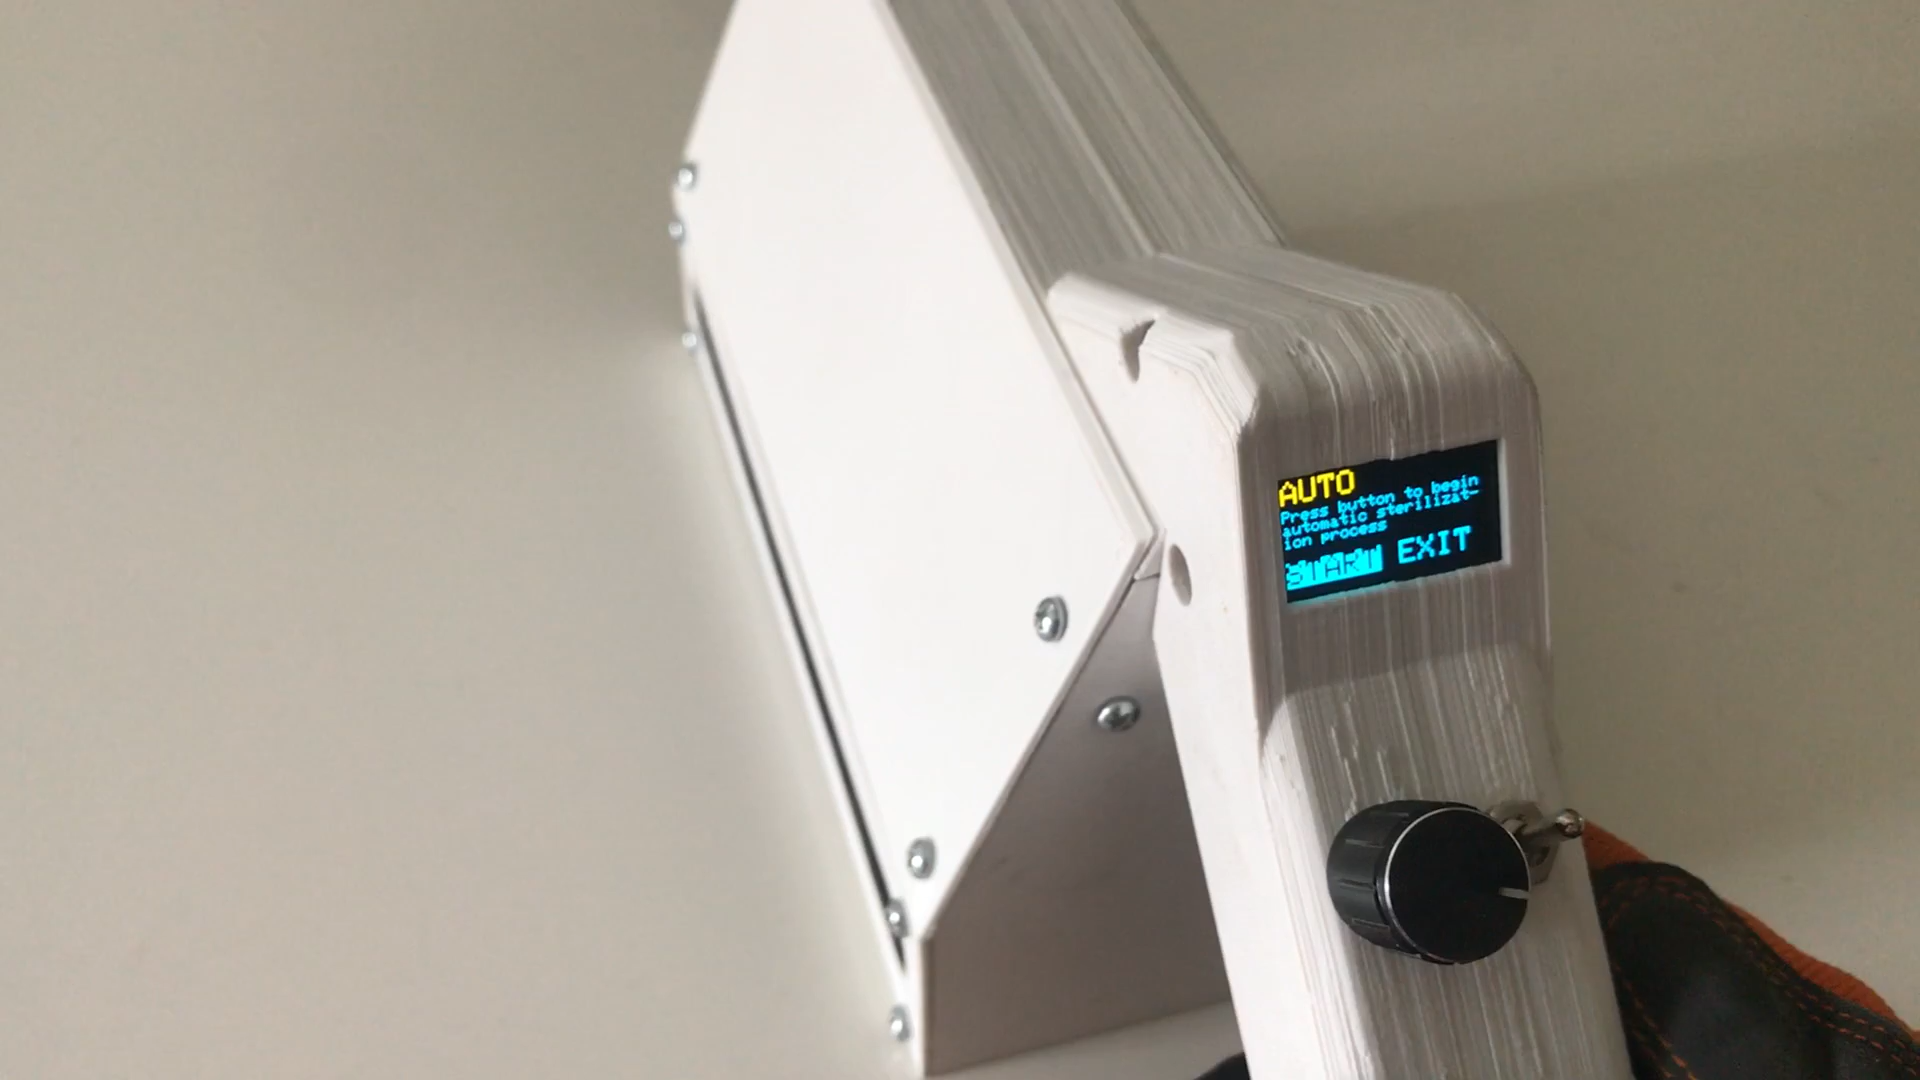 AUTO
Press button to begin
automatic sterilizat-
ion process
START EXIT